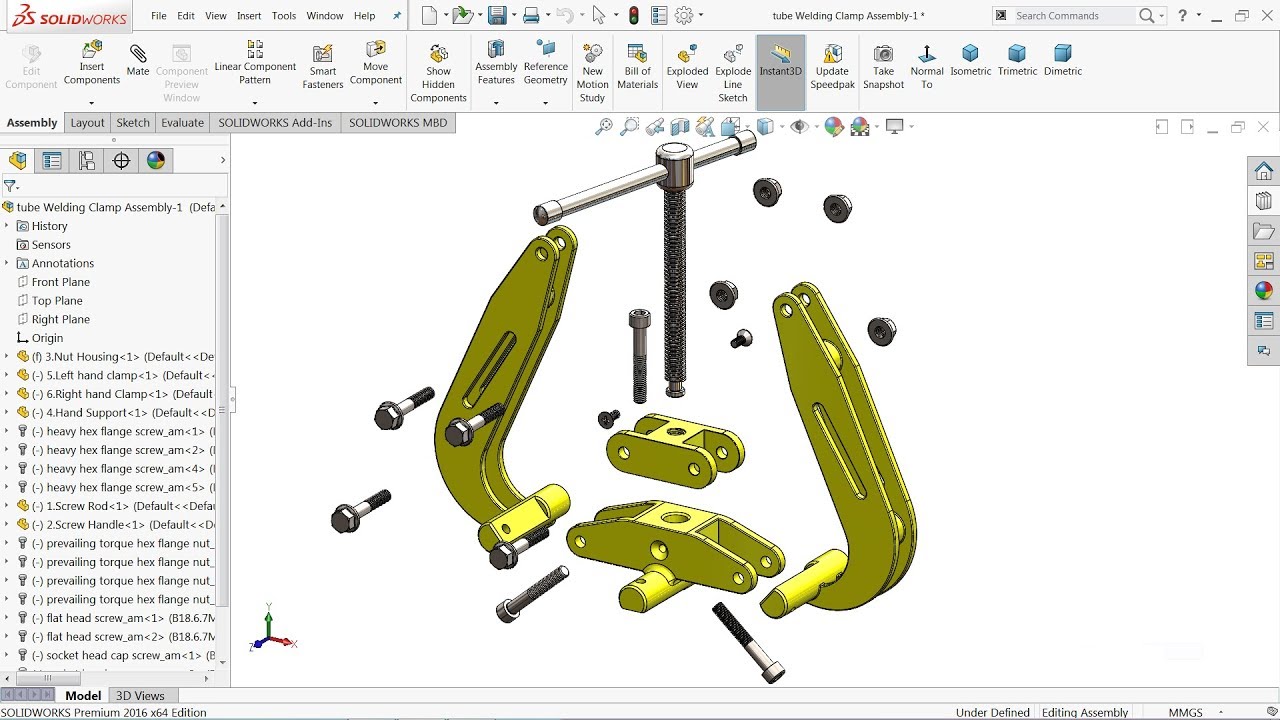 SOLIDWORKS
File Edit View Insert Tools Window Help
tube Welding Clamp Assembly-1 *
Search Commands
Edit Component
Insert Components
Mate
Component Preview Window
Linear Component Pattern
Smart Fasteners
Move Component
Show Hidden Components
Assembly Features
Reference Geometry
New Motion Study
Bill of Materials
Exploded View
Explode Line Sketch
Instant3D
Update Speedpak
Take Snapshot
Normal To
Isometric
Trimetric
Dimetric
Assembly Layout Sketch Evaluate SOLIDWORKS Add-Ins SOLIDWORKS MBD
tube Welding Clamp Assembly-1 (Defa
History
Sensors
Annotations
Front Plane
Top Plane
Right Plane
Origin
(f) 3.Nut Housing<1> (Default<<De
(-) 5.Left hand clamp<1> (Default<<
(-) 6.Right hand Clamp<1> (Default
(-) 4.Hand Support<1> (Default<<D
(-) heavy hex flange screw_am<1> (
(-) heavy hex flange screw_am<2> (
(-) heavy hex flange screw_am<4> (
(-) heavy hex flange screw_am<5> (
(-) 1.Screw Rod<1> (Default<<Defa
(-) 2.Screw Handle<1> (Default<<D
(-) prevailing torque hex flange nut_
(-) prevailing torque hex flange nut_
(-) prevailing torque hex flange nut_
(-) prevailing torque hex flange nut_
(-) flat head screw_am<1> (B18.6.7M
(-) flat head screw_am<2> (B18.6.7M
(-) socket head cap screw_am<1> (B
Y
Z X
Model 3D Views
SOLIDWORKS Premium 2016 x64 Edition
Under Defined Editing Assembly MMGS